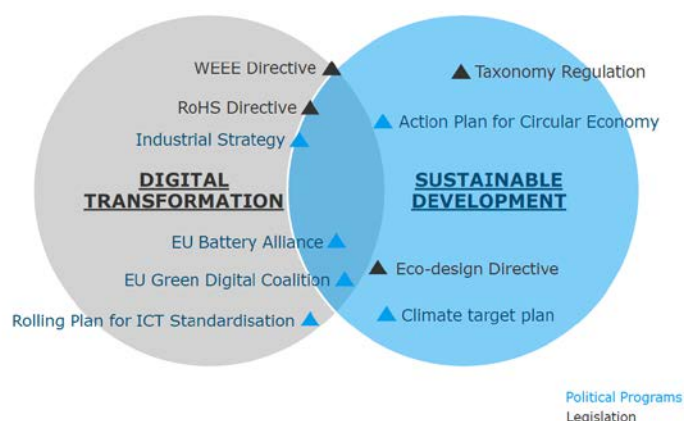 WEEE Directive
Taxonomy Regulation
RoHS Directive
Action Plan for Circular Economy
Industrial Strategy
DIGITAL
TRANSFORMATION
SUSTAINABLE
DEVELOPMENT
EU Battery Alliance
Eco-design Directive
EU Green Digital Coalition
Climate target plan
Rolling Plan for ICT Standardisation
Political Programs
Legislation